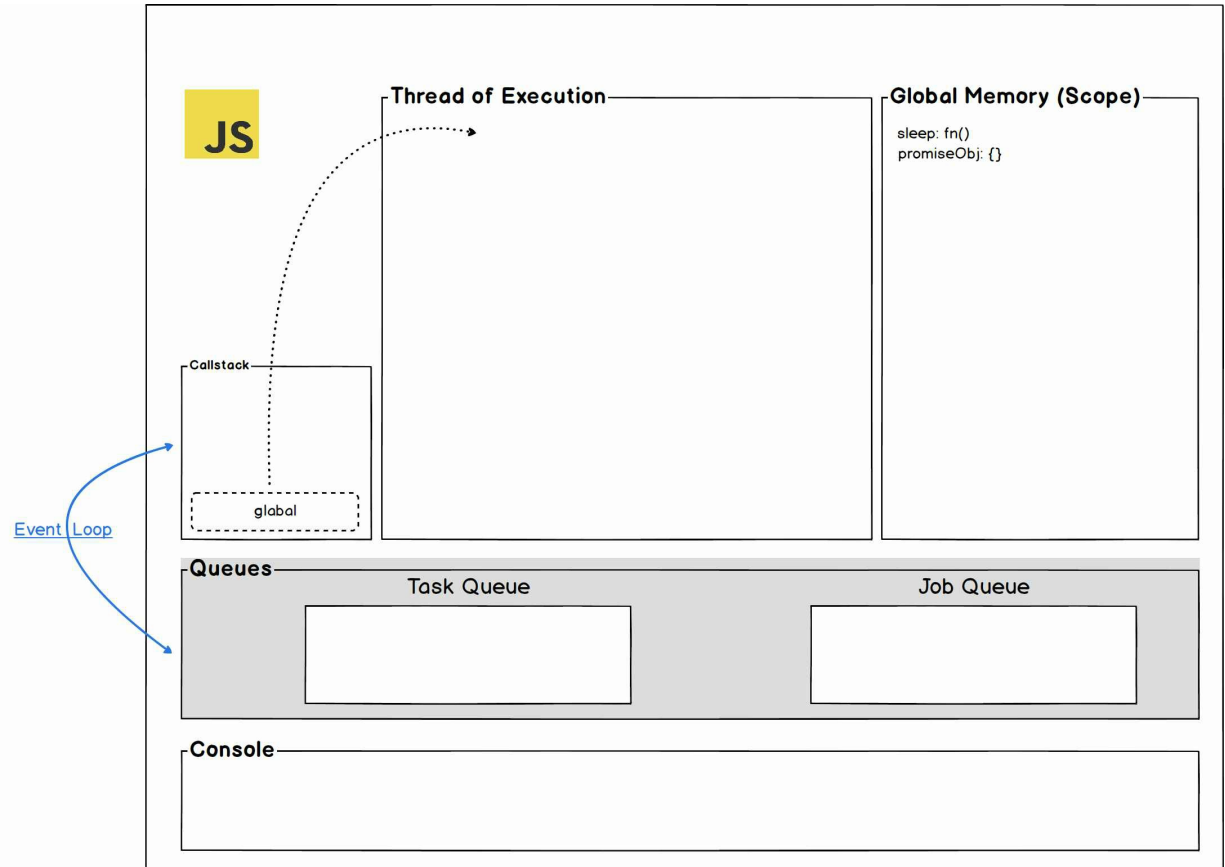 Thread of Execution
Global Memory (Scope)
JS
sleep: fn()
promiseObj: {}
Callstack
glabal
Event Loop
Queues
Task Queue
Job Queue
Console